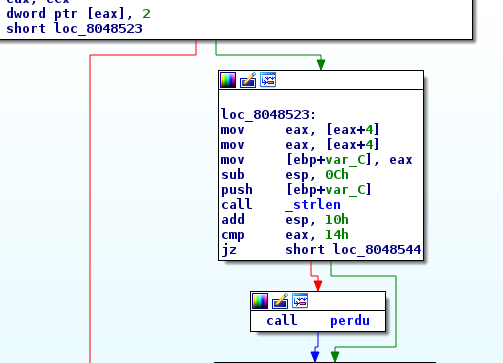 dword ptr [eax], 2
short loc_8048523
loc_8048523:
mov eax, [eax+4]
mov eax, [eax+4]
mov [ebp+var_C], eax
sub esp, 0Ch
push [ebp+var_C]
call _strlen
add esp, 10h
cmp eax, 14h
jz short loc_8048544
call perdu